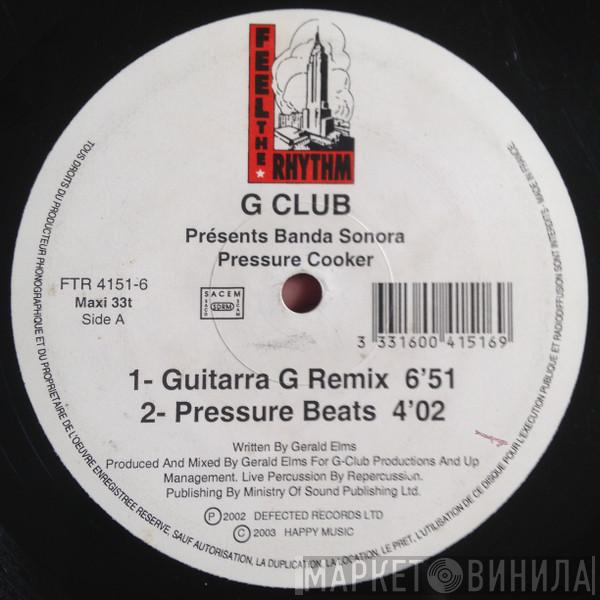 FEEL THE
RHYTHM
G CLUB
Présents Banda Sonora
Pressure Cooker
FTR 4151-6
Maxi 33t
Side A
SACEM
SACD
SDRM
SCAM
3 331600 415169
1- Guitarra G Remix 6'51
2- Pressure Beats 4'02
Written By Gerald Elms
Produced And Mixed By Gerald Elms For G-Club Productions And Up
Management. Live Percussion By Repercussion.
Publishing By Ministry Of Sound Publishing Ltd.
Ⓟ 2002 DEFECTED RECORDS LTD
© 2003 HAPPY MUSIC
TOUS DROITS DU PRODUCTEUR PHONOGRAPHIQUE ET DU PROPRIETAIRE DE L'OEUVRE ENREGISTREE RESERVE, SAUF AUTORISATION, LA DUPLICATION, LA LOCATION, LE PRET, L'UTILISATION DE CE DISQUE POUR L'EXECUTION PUBLIQUE ET RADIODIFFUSION SONT INTERDITS - MADE IN FRANCE.
МАРКЕТ ВИНИЛА